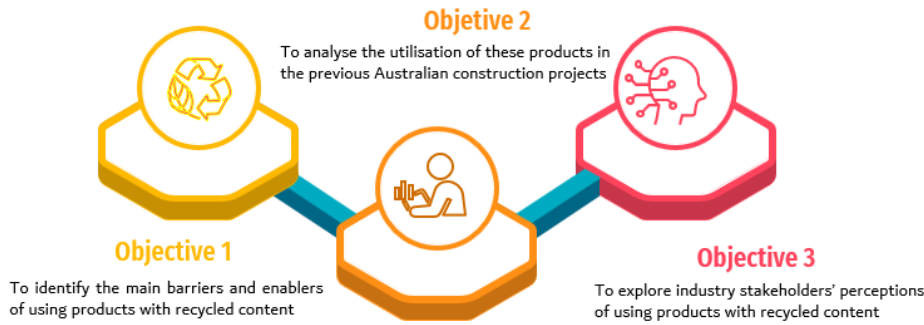 Objetive 2
To analyse the utilisation of these products in
the previous Australian construction projects
Objective 1
To identify the main barriers and enablers
of using products with recycled content
Objective 3
To explore industry stakeholders' perceptions
of using products with recycled content